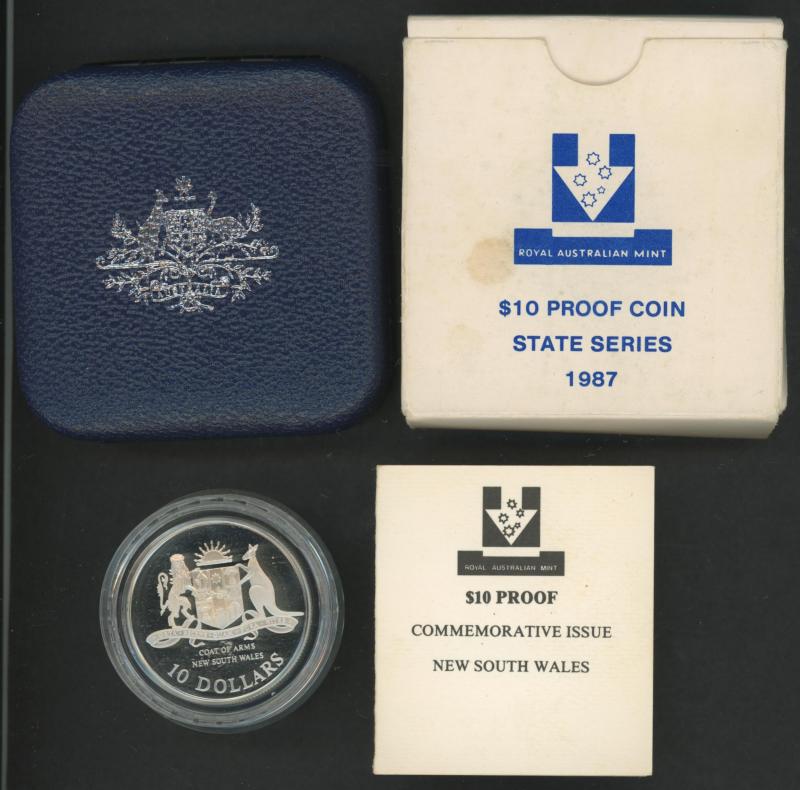 ROYAL AUSTRALIAN MINT
$10 PROOF COIN
STATE SERIES
1987
COAT OF ARMS
NEW SOUTH WALES
10 DOLLARS
ROYAL AUSTRALIAN MINT
$10 PROOF
COMMEMORATIVE ISSUE
NEW SOUTH WALES